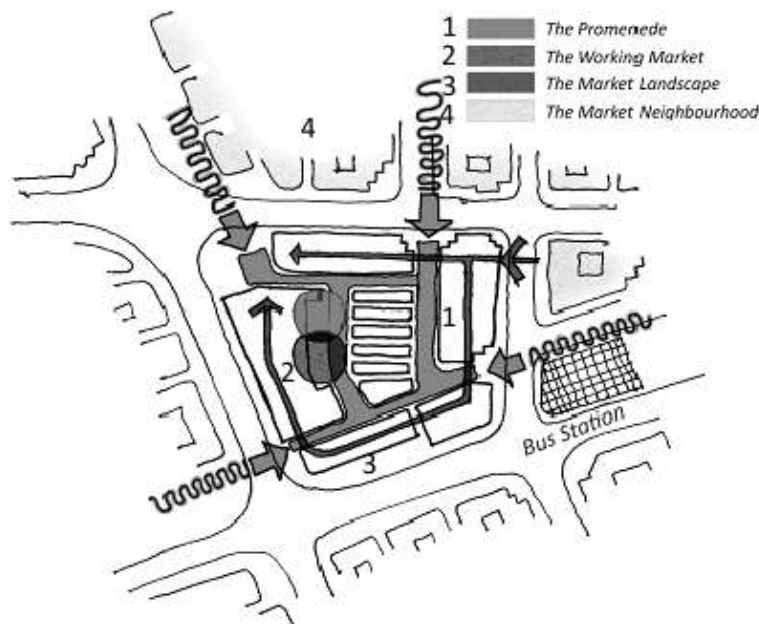 1 The Promenede
2 The Working Market
3 The Market Landscape
4 The Market Neighbourhood
4
1
2
3
Bus Station